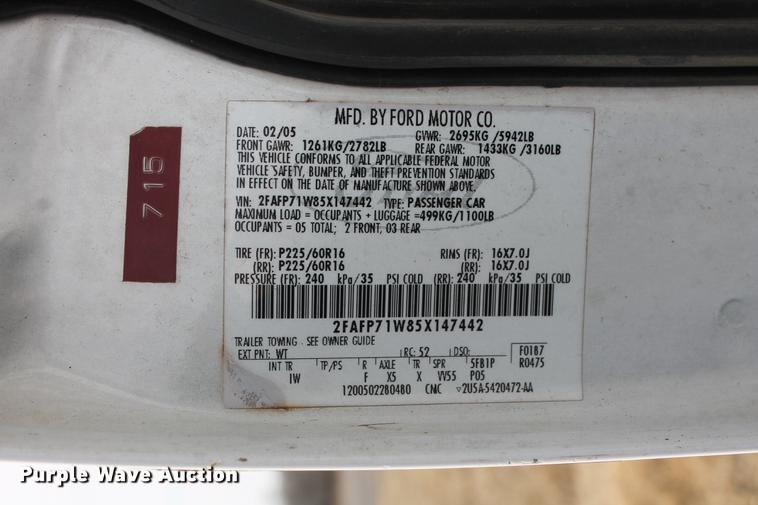 715
MFD. BY FORD MOTOR CO.
DATE: 02/05 GVWR: 2695KG /5942LB
FRONT GAWR: 1261KG/2782LB REAR GAWR: 1433KG /3160LB
THIS VEHICLE CONFORMS TO ALL APPLICABLE FEDERAL MOTOR
VEHICLE SAFETY, BUMPER, AND THEFT PREVENTION STANDARDS
IN EFFECT ON THE DATE OF MANUFACTURE SHOWN ABOVE.
VIN: 2FAFP71W85X147442 TYPE: PASSENGER CAR
MAXIMUM LOAD = OCCUPANTS + LUGGAGE =499KG/1100LB
OCCUPANTS = 05 TOTAL; 2 FRONT, 03 REAR
TIRE (FR): P225/60R16 RINS (FR): 16X7.0J
(RR): P225/60R16 (RR): 16X7.0J
PRESSURE (FR): 240 kPa/35 PSI COLD (RR): 240 kPa/35 PSI COLD
2FAFP71W85X147442
TRAILER TOWING - SEE OWNER GUIDE
EXT PNT: WT RC: 52 DSO: F0187
INT TR TP/PS R AXLE TR SPR 5FB1P R0475
IW F X5 X VV55 P05
1200502280480 CNC ▽2U5A-5420472-AA
Purple Wave Auction